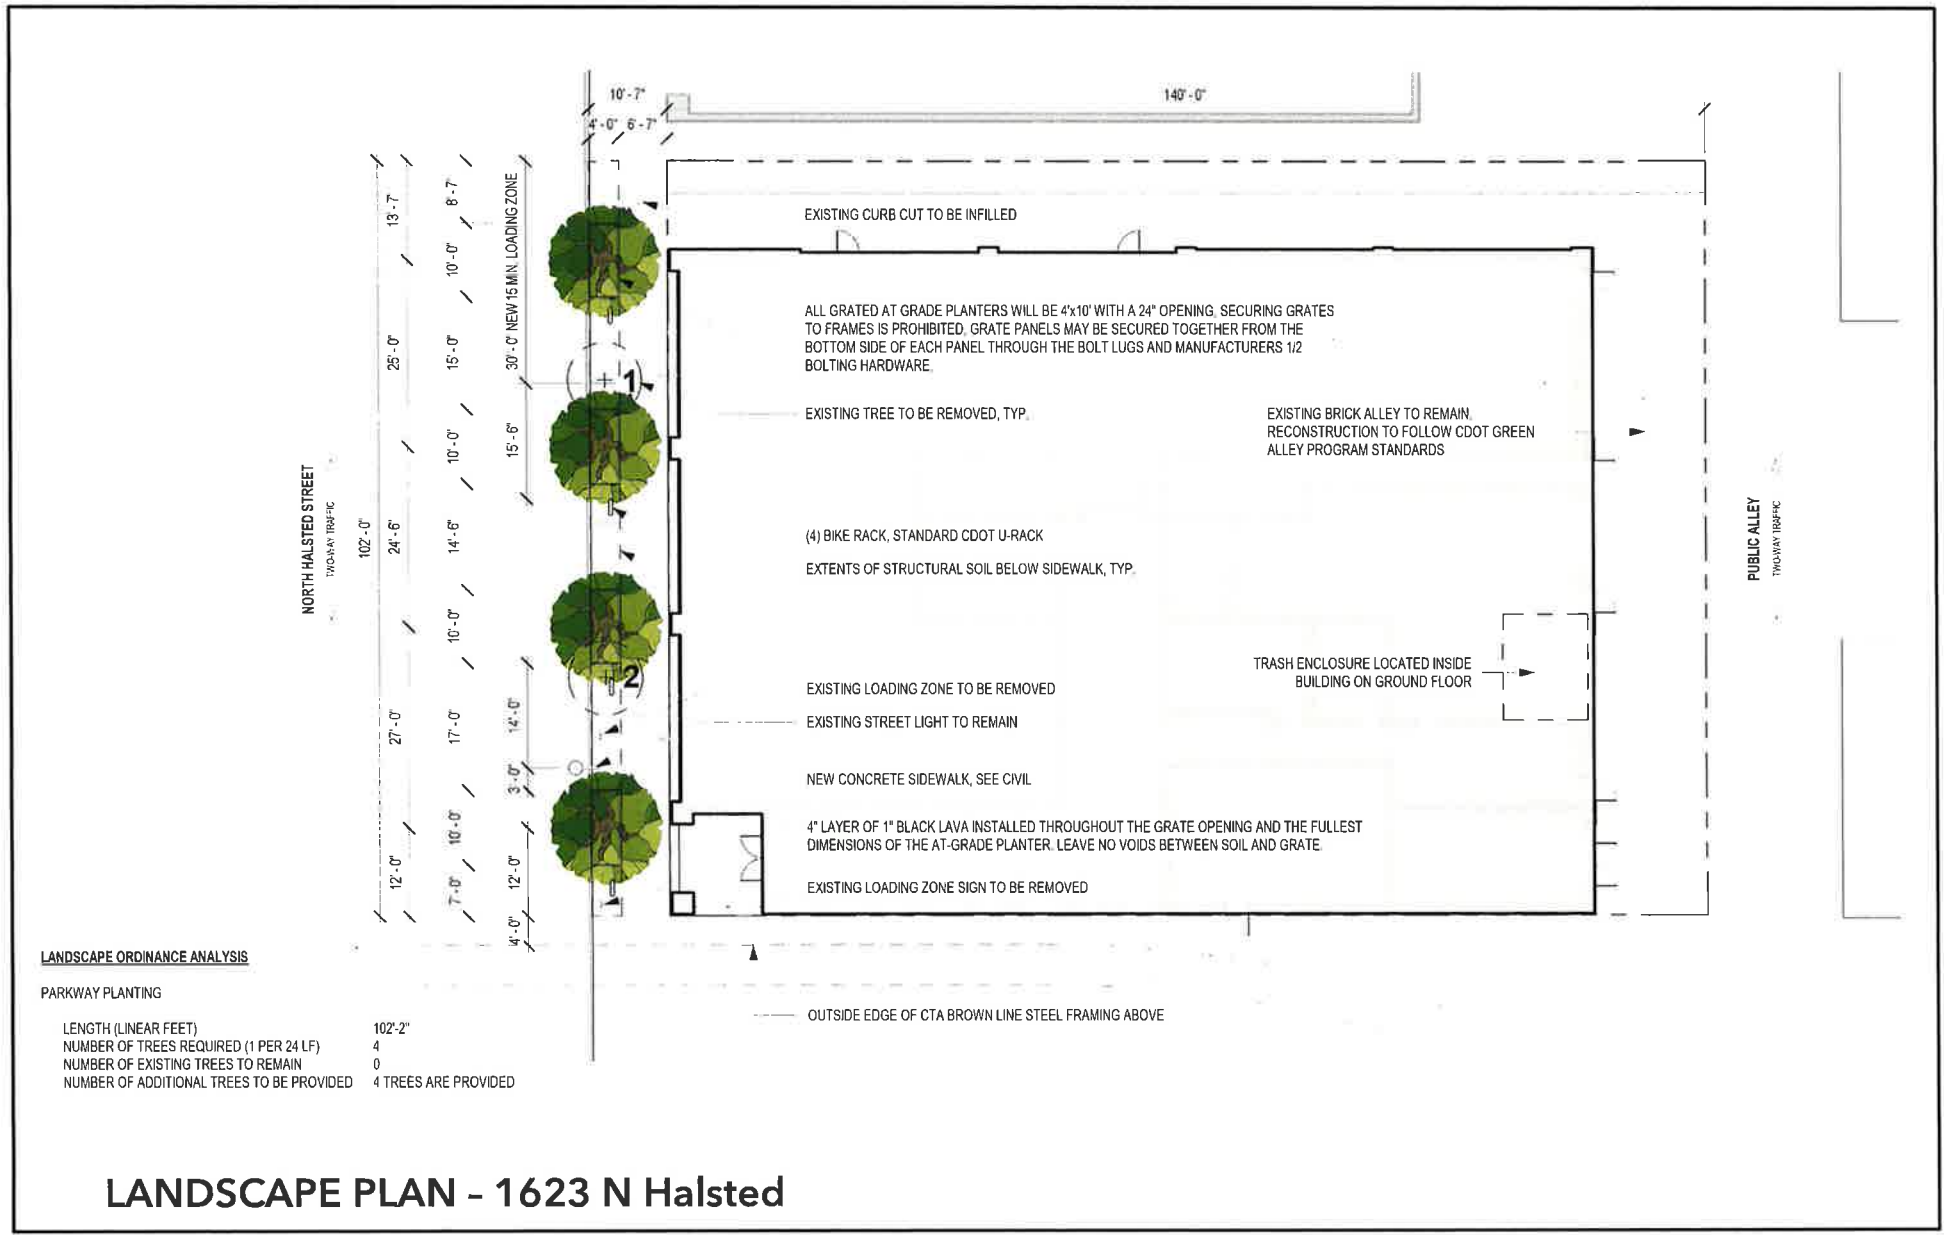 10'-7"
140'-0"
4'-0" 6'-7"
13'-7"
8'-7"
30'-0" NEW 15 MIN. LOADING ZONE
EXISTING CURB CUT TO BE INFILLED
10'-0"
ALL GRATED AT GRADE PLANTERS WILL BE 4'x10' WITH A 24" OPENING. SECURING GRATES
TO FRAMES IS PROHIBITED. GRATE PANELS MAY BE SECURED TOGETHER FROM THE
BOTTOM SIDE OF EACH PANEL THROUGH THE BOLT LUGS AND MANUFACTURERS 1/2
BOLTING HARDWARE.
25'-0"
15'-0"
1
EXISTING TREE TO BE REMOVED, TYP.
EXISTING BRICK ALLEY TO REMAIN.
RECONSTRUCTION TO FOLLOW CDOT GREEN
ALLEY PROGRAM STANDARDS
10'-0"
15'-6"
NORTH HALSTED STREET
TWO-WAY TRAFFIC
102'-0"
24'-6"
14'-6"
(4) BIKE RACK, STANDARD CDOT U-RACK
EXTENTS OF STRUCTURAL SOIL BELOW SIDEWALK, TYP.
PUBLIC ALLEY
TWO-WAY TRAFFIC
10'-0"
TRASH ENCLOSURE LOCATED INSIDE
BUILDING ON GROUND FLOOR
2
EXISTING LOADING ZONE TO BE REMOVED
27'-0"
17'-0"
14'-0"
EXISTING STREET LIGHT TO REMAIN
3'-0"
NEW CONCRETE SIDEWALK, SEE CIVIL
10'-0"
4" LAYER OF 1" BLACK LAVA INSTALLED THROUGHOUT THE GRATE OPENING AND THE FULLEST
DIMENSIONS OF THE AT-GRADE PLANTER. LEAVE NO VOIDS BETWEEN SOIL AND GRATE.
12'-0"
7'-0"
12'-0"
EXISTING LOADING ZONE SIGN TO BE REMOVED
4'-0"
LANDSCAPE ORDINANCE ANALYSIS
PARKWAY PLANTING
OUTSIDE EDGE OF CTA BROWN LINE STEEL FRAMING ABOVE
LENGTH (LINEAR FEET) 102'-2"
NUMBER OF TREES REQUIRED (1 PER 24 LF) 4
NUMBER OF EXISTING TREES TO REMAIN 0
NUMBER OF ADDITIONAL TREES TO BE PROVIDED 4 TREES ARE PROVIDED
LANDSCAPE PLAN – 1623 N Halsted